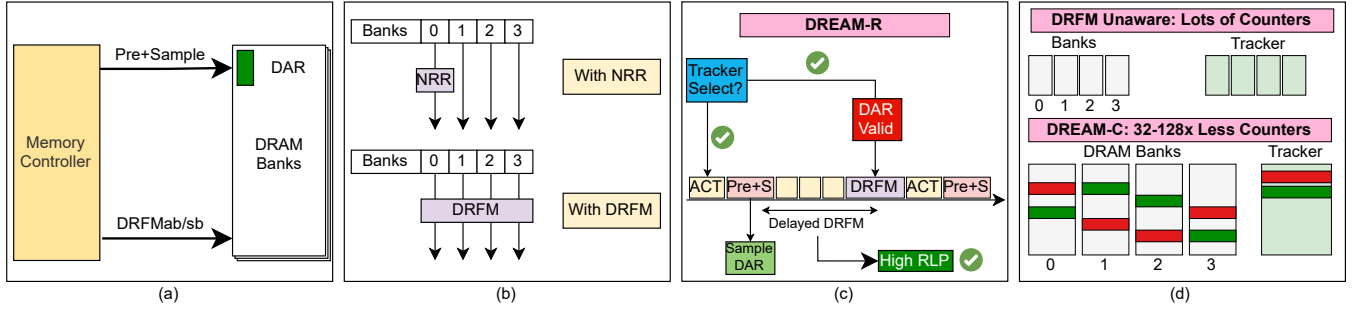 Pre+Sample
DAR
Memory
Controller
DRAM
Banks
DRFMab/sb
(a)
Banks 0 1 2 3
NRR
With NRR
Banks 0 1 2 3
DRFM
With DRFM
(b)
DREAM-R
Tracker
Select?
DAR
Valid
ACT Pre+S DRFM ACT Pre+S
Delayed DRFM
Sample
DAR
High RLP
(c)
DRFM Unaware: Lots of Counters
Banks Tracker
0 1 2 3
DREAM-C: 32-128x Less Counters
DRAM Banks Tracker
0 1 2 3
(d)